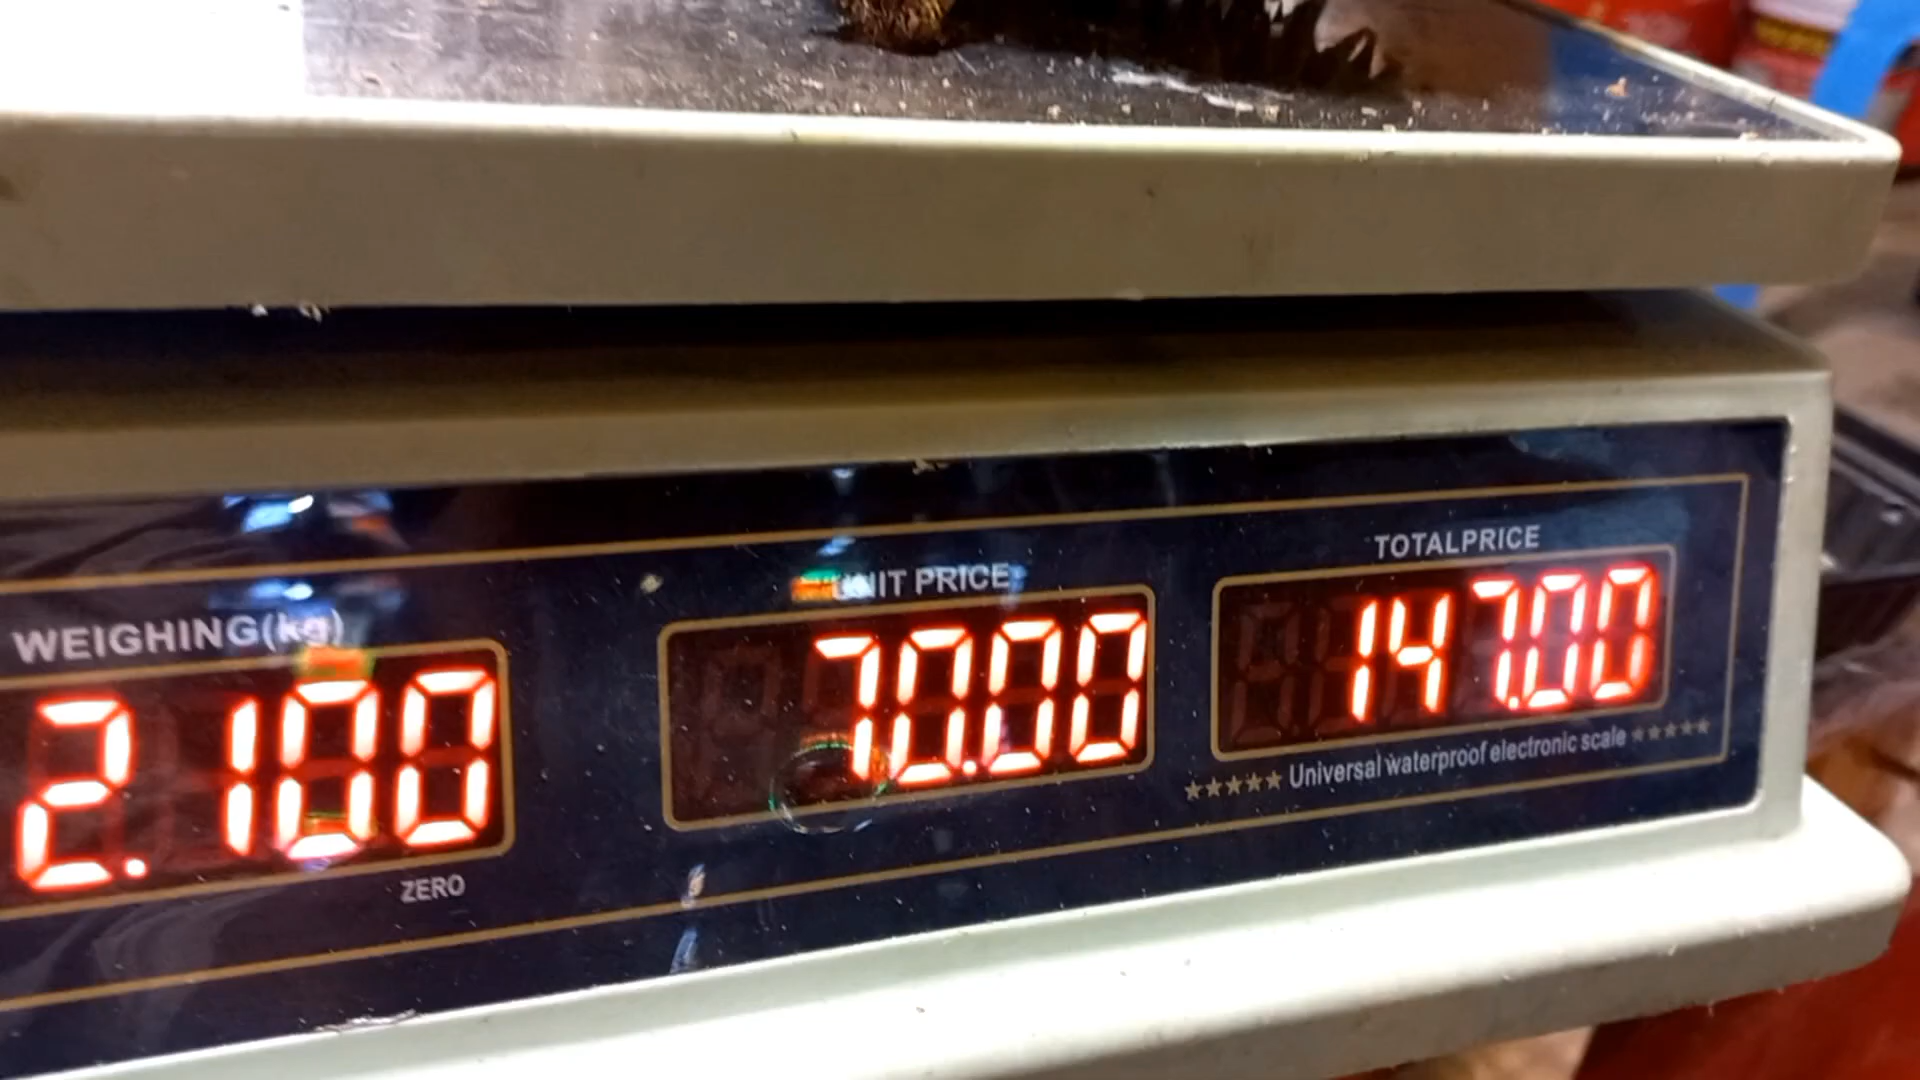 WEIGHING(kg)
2.100
ZERO
UNIT PRICE
70.00
TOTALPRICE
147.00
★★★★★ Universal waterproof electronic scale ★★★★★